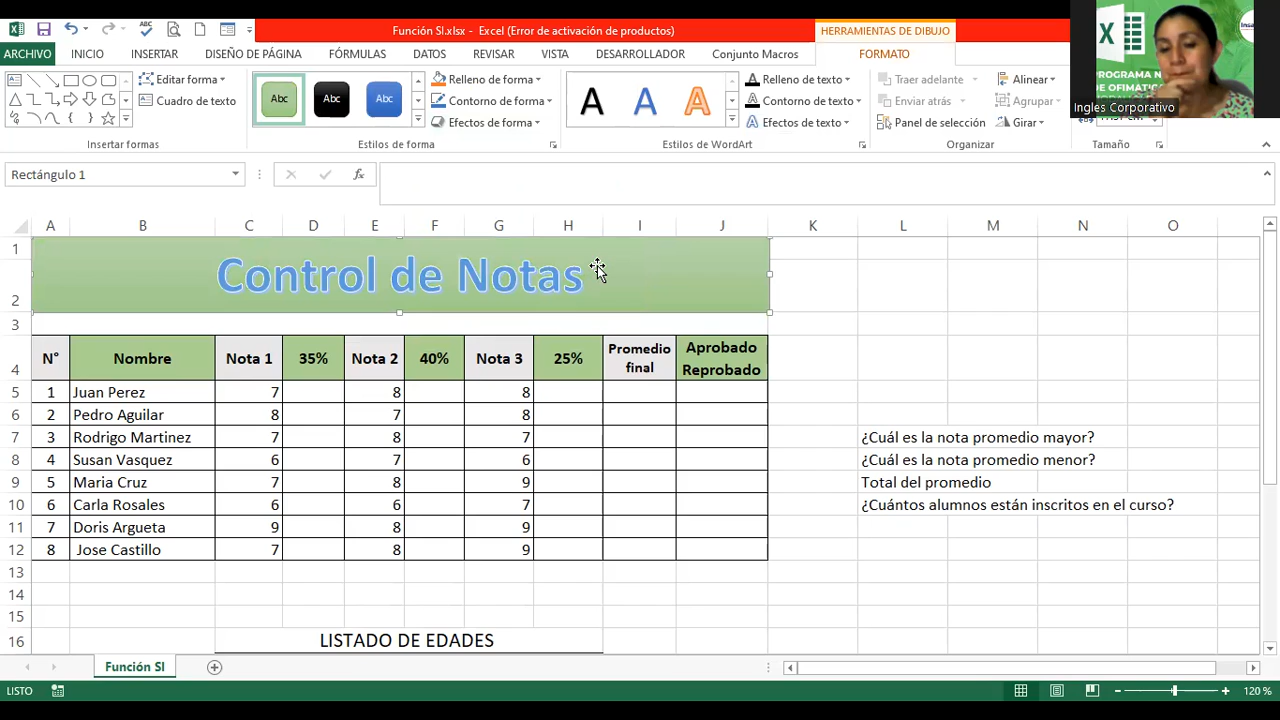 Función SI.xlsx - Excel (Error de activación de productos)
HERRAMIENTAS DE DIBUJO
ARCHIVO INICIO INSERTAR DISEÑO DE PÁGINA FÓRMULAS DATOS REVISAR VISTA DESARROLLADOR Conjunto Macros FORMATO
PROGRAMA N
DE OFIMATIC
Ingles Corporativo
Editar forma
Cuadro de texto
Insertar formas
Abc Abc Abc
Relleno de forma
Contorno de forma
Efectos de forma
Estilos de forma
A A A
Relleno de texto
Contorno de texto
Efectos de texto
Estilos de WordArt
Traer adelante
Enviar atrás
Panel de selección
Alinear
Agrupar
Girar
Organizar
Tamaño
Rectángulo 1
fx
A B C D E F G H I J K L M N O
1
Control de Notas
2
3
4 N° Nombre Nota 1 35% Nota 2 40% Nota 3 25% Promedio final Aprobado Reprobado
5 1 Juan Perez 7 8 8
6 2 Pedro Aguilar 8 7 8
7 3 Rodrigo Martinez 7 8 7 ¿Cuál es la nota promedio mayor?
8 4 Susan Vasquez 6 7 6 ¿Cuál es la nota promedio menor?
9 5 Maria Cruz 7 8 9 Total del promedio
10 6 Carla Rosales 6 6 7 ¿Cuántos alumnos están inscritos en el curso?
11 7 Doris Argueta 9 8 9
12 8 Jose Castillo 7 8 9
13
14
15
16 LISTADO DE EDADES
Función SI
LISTO
120 %